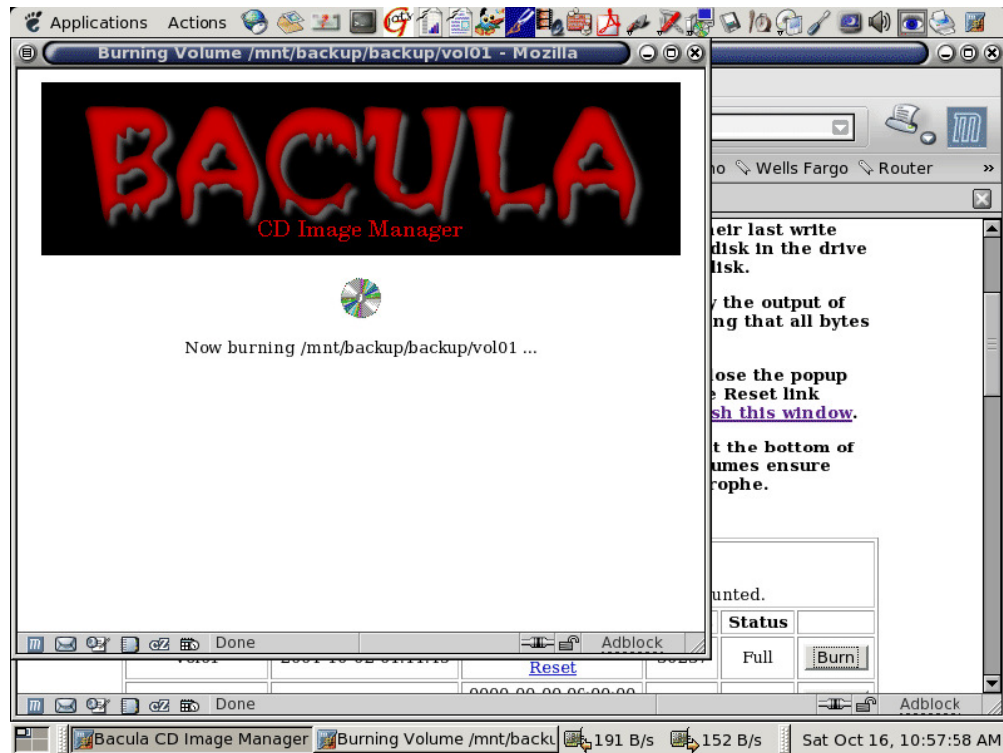 Applications Actions
Burning Volume /mnt/backup/backup/vol01 - Mozilla
BACULA
CD Image Manager
Now burning /mnt/backup/backup/vol01 ...
Done
Adblock
Wells Fargo Router »
eir last write
disk in the drive
disk.
the output of
ng that all bytes
lose the popup
Reset link
sh this window.
t the bottom of
umes ensure
rophe.
unted.
Status
Reset
Full
Burn
Done
Adblock
Bacula CD Image Manager
Burning Volume /mnt/backu
191 B/s
152 B/s
Sat Oct 16, 10:57:58 AM